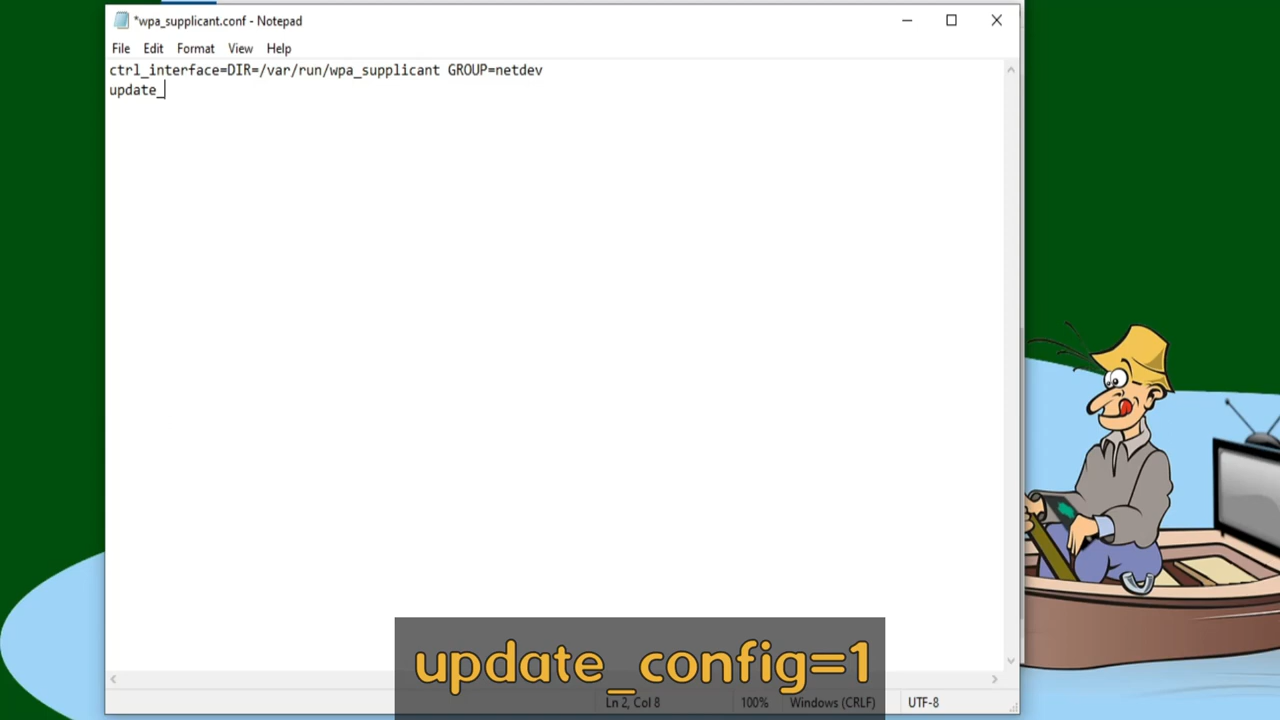 *wpa_supplicant.conf - Notepad
File Edit Format View Help
ctrl_interface=DIR=/var/run/wpa_supplicant GROUP=netdev
update_
update_config=1
Ln 2, Col 8 100% Windows (CRLF) UTF-8